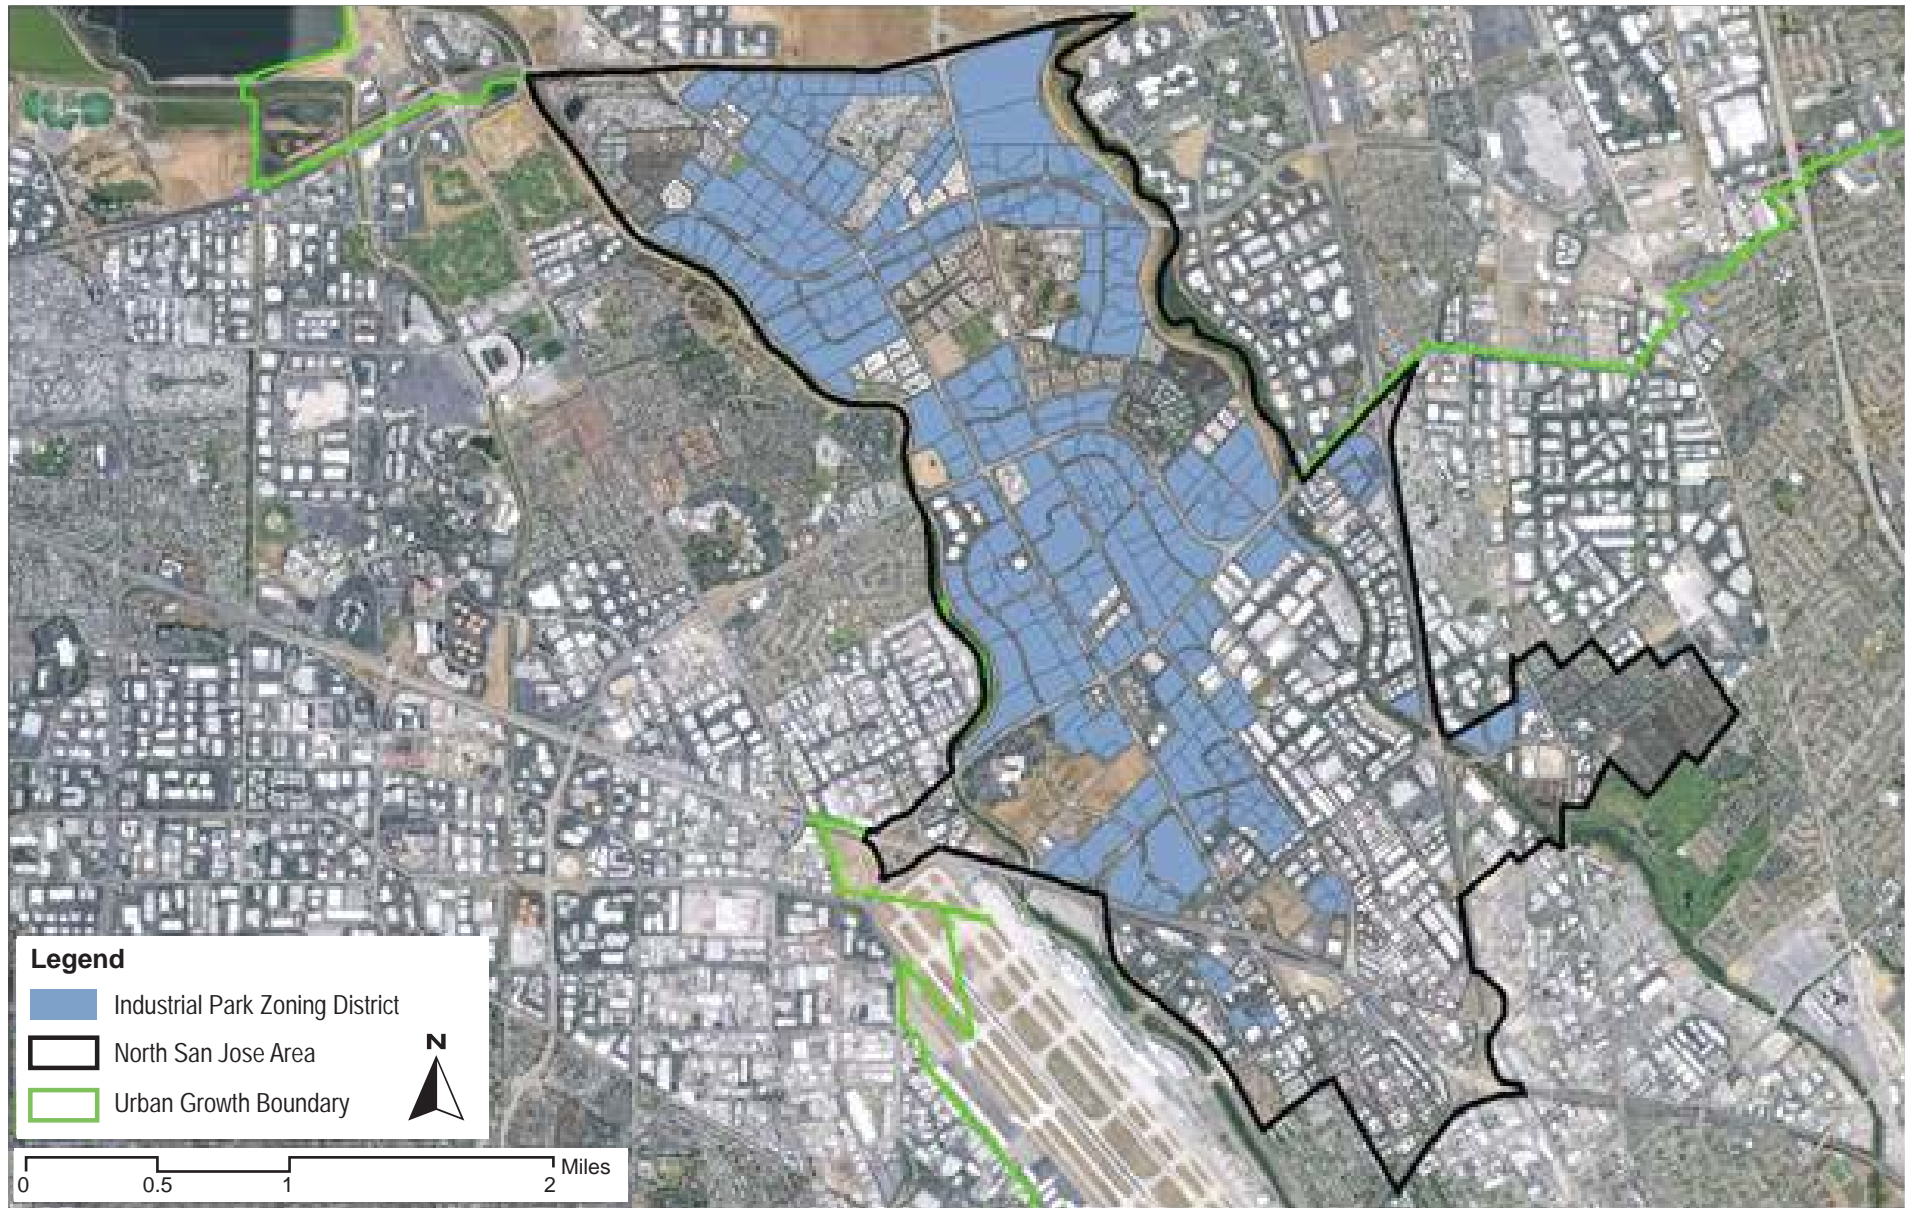 Legend
Industrial Park Zoning District
North San Jose Area
Urban Growth Boundary
N
Miles
0 0.5 1 2